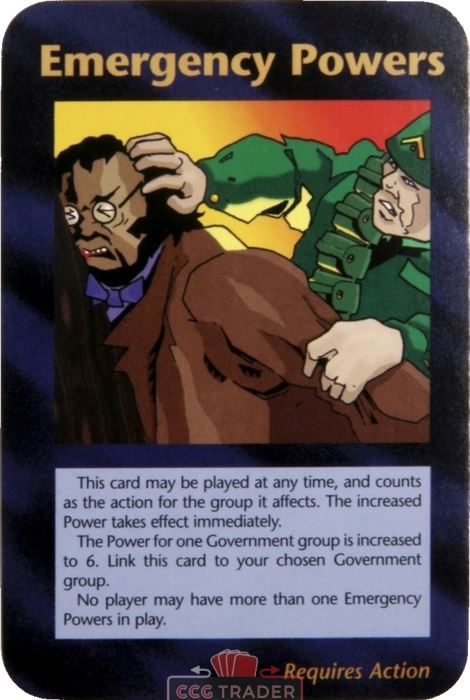 Emergency Powers
This card may be played at any time, and counts
as the action for the group it affects. The increased
Power takes effect immediately.
The Power for one Government group is increased
to 6. Link this card to your chosen Government
group.
No player may have more than one Emergency
Powers in play.
Requires Action
CCG TRADER